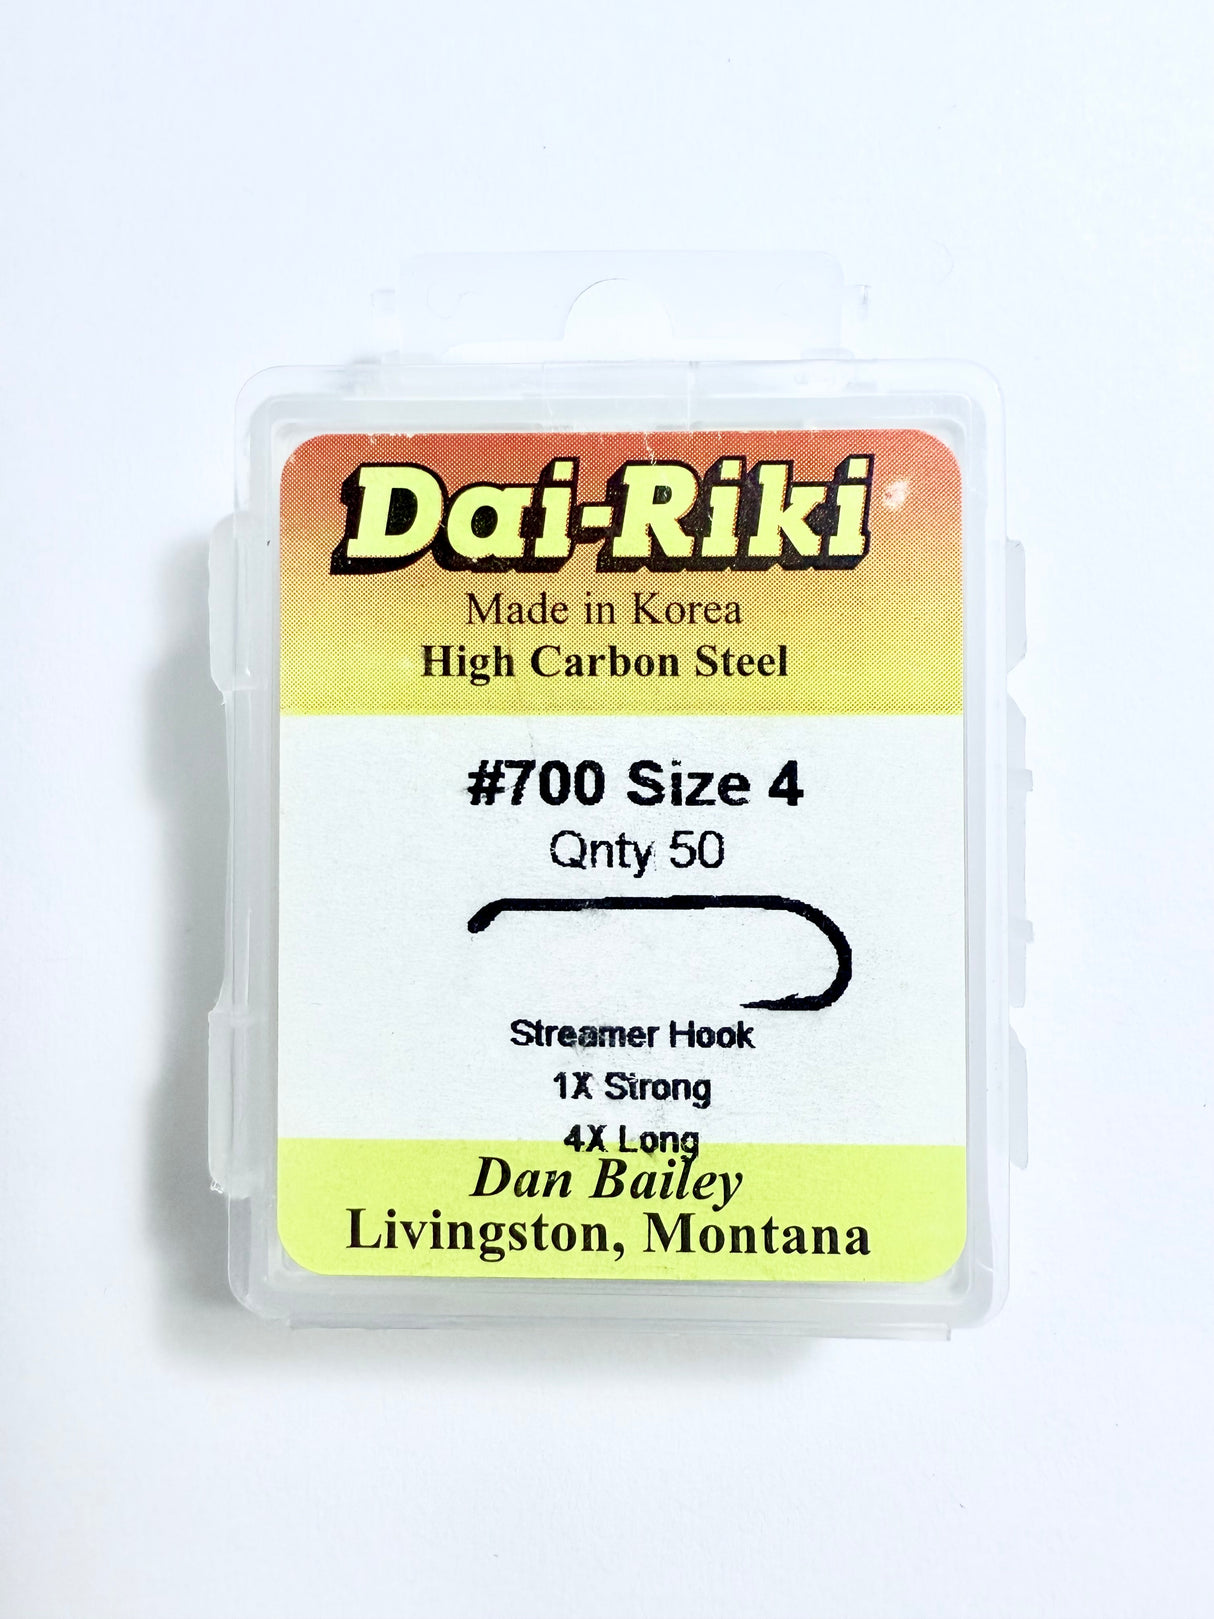 Dai-Riki
Made in Korea
High Carbon Steel
#700 Size 4
Qnty 50
Streamer Hook
1X Strong
4X Long
Dan Bailey
Livingston, Montana